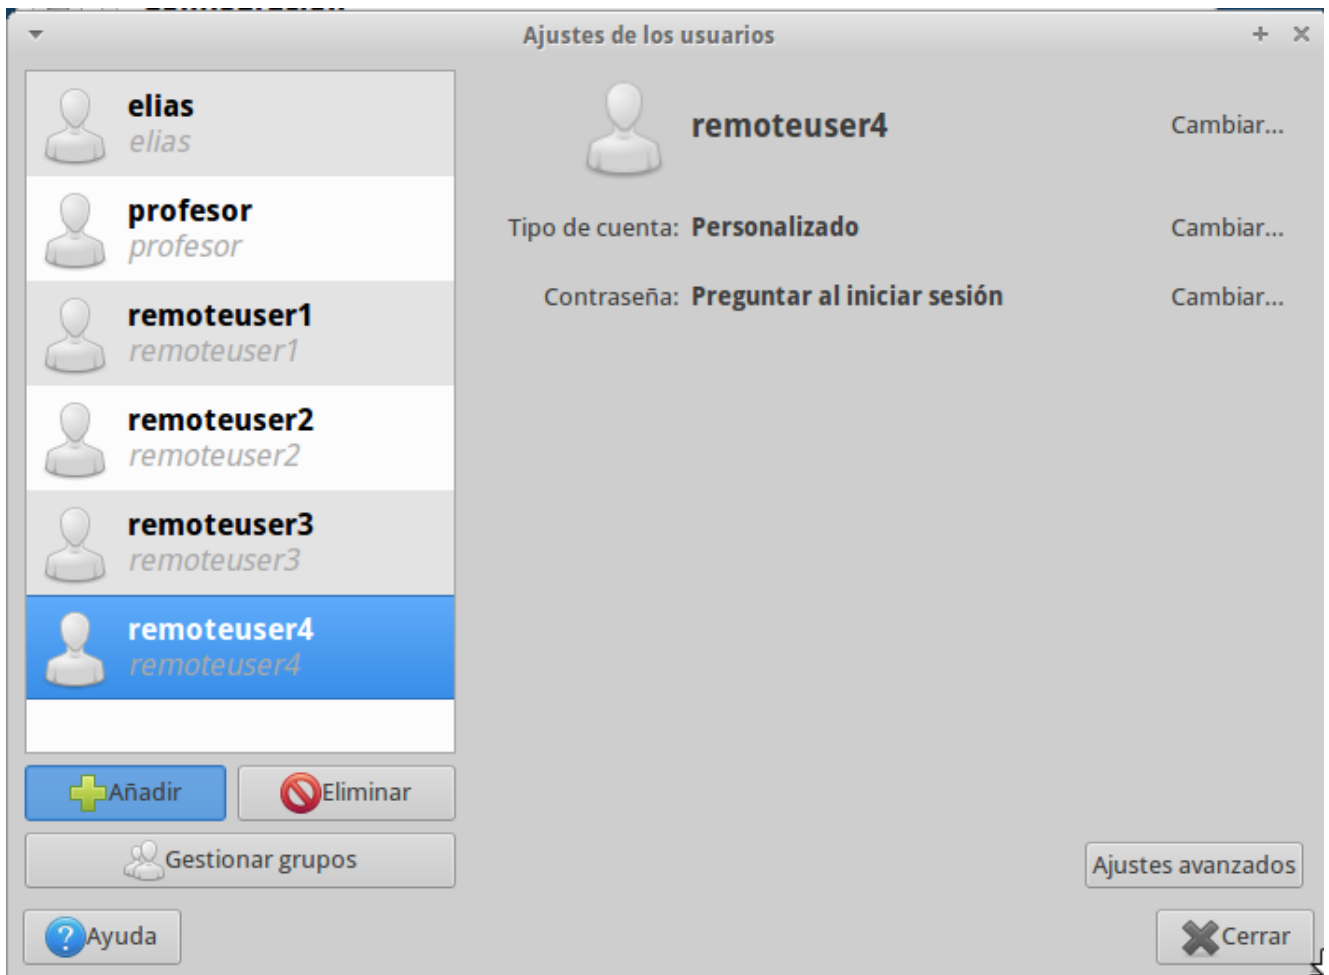 Ajustes de los usuarios
elias
elias
profesor
profesor
remoteuser1
remoteuser1
remoteuser2
remoteuser2
remoteuser3
remoteuser3
remoteuser4
remoteuser4
Añadir
Eliminar
Gestionar grupos
Ayuda
remoteuser4
Cambiar...
Tipo de cuenta: Personalizado
Cambiar...
Contraseña: Preguntar al iniciar sesión
Cambiar...
Ajustes avanzados
Cerrar